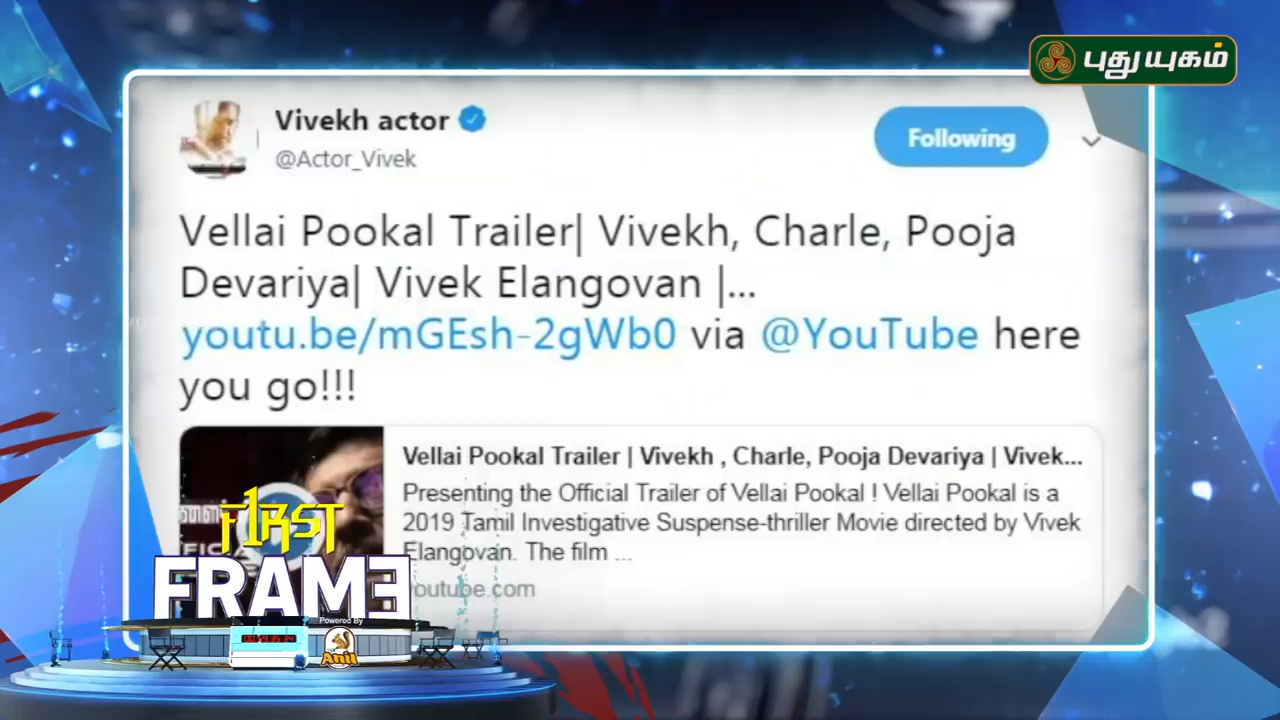 புதுயுகம்
Vivekh actor
@Actor_Vivek
Following
Vellai Pookal Trailer| Vivekh, Charle, Pooja
Devariya| Vivek Elangovan |...
youtu.be/mGEsh-2gWb0 via @YouTube here
you go!!!
Vellai Pookal Trailer | Vivekh , Charle, Pooja Devariya | Vivek...
Presenting the Official Trailer of Vellai Pookal ! Vellai Pookal is a
2019 Tamil Investigative Suspense-thriller Movie directed by Vivek
Elangovan. The film ...
youtube.com
F1RST
FRAME
Powered By
Anil